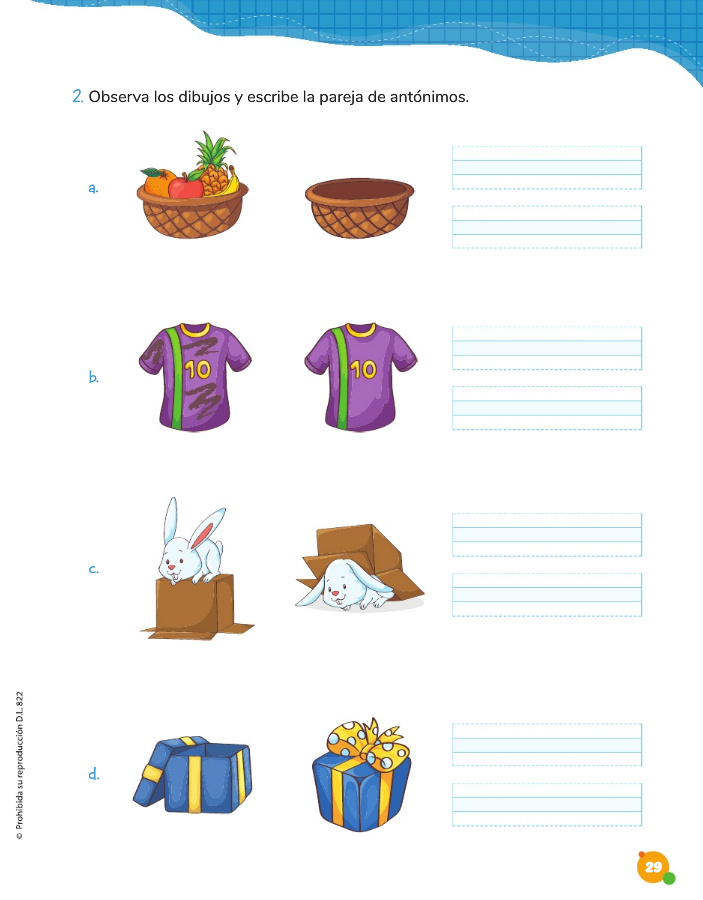 2. Observa los dibujos y escribe la pareja de antónimos.
a.
b.
10
10
c.
d.
© Prohibida su reproducción D.L. 822
29